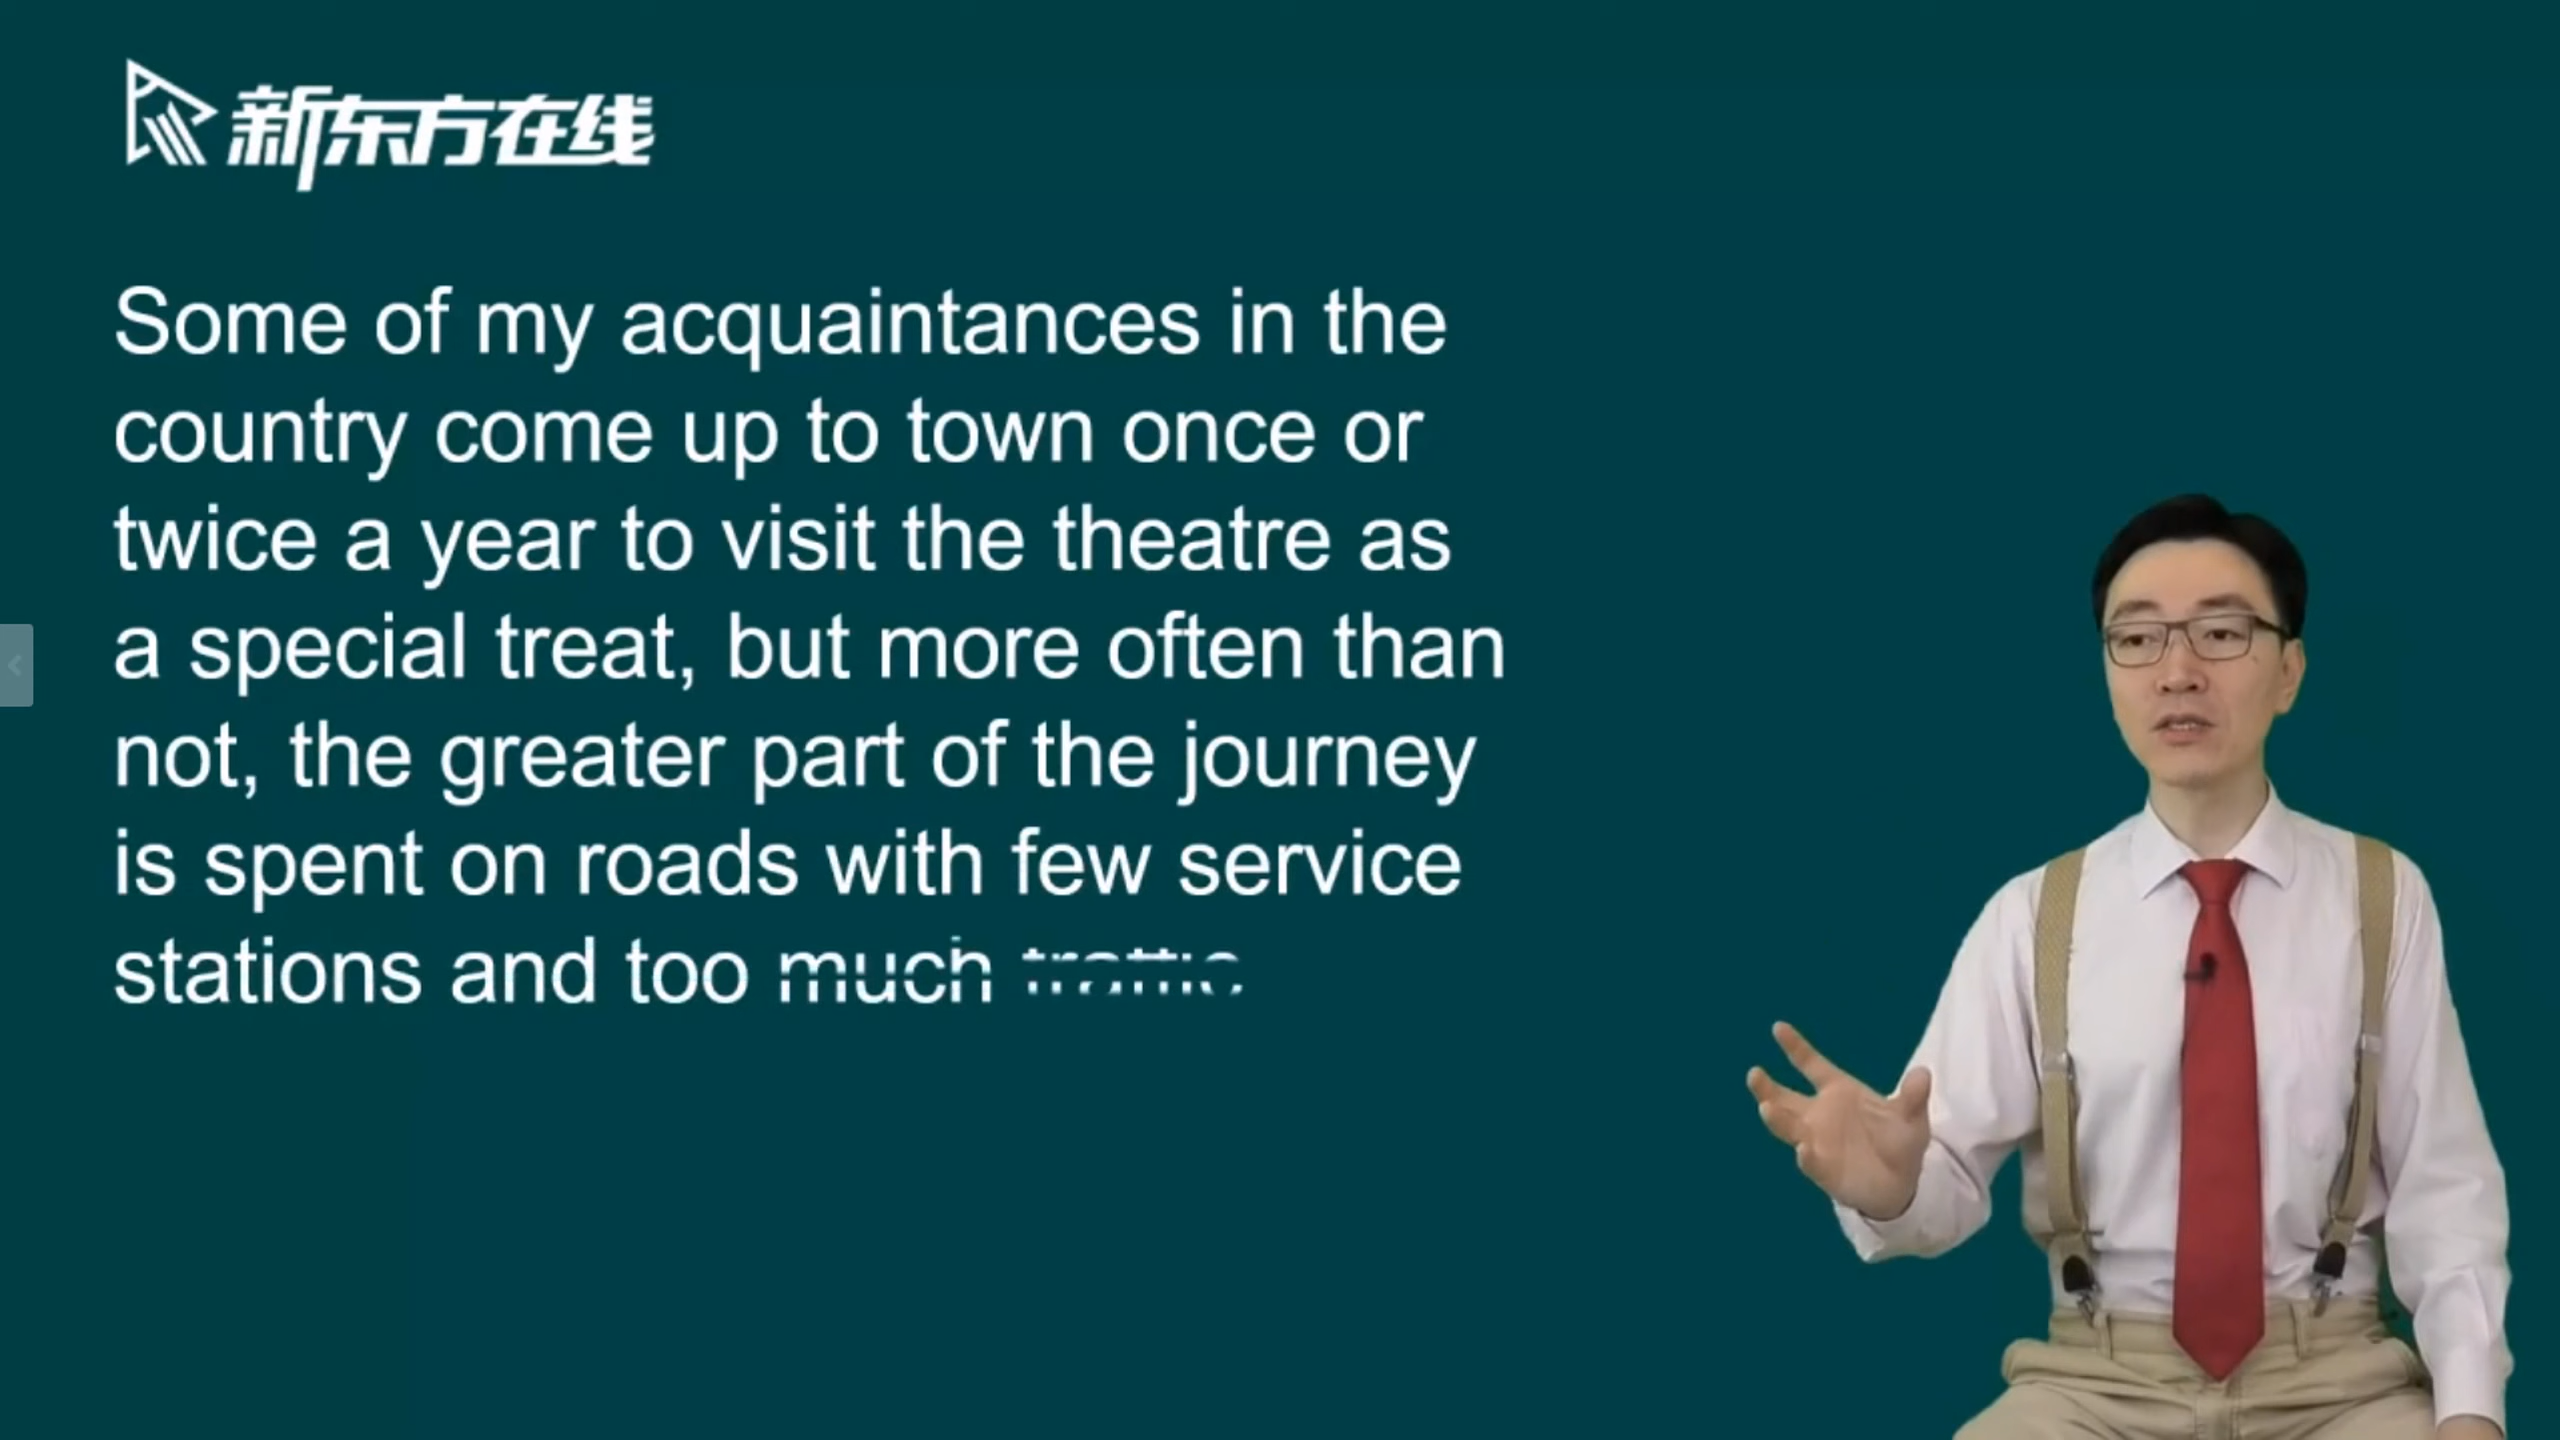 新东方在线
Some of my acquaintances in the
country come up to town once or
twice a year to visit the theatre as
a special treat, but more often than
not, the greater part of the journey
is spent on roads with few service
stations and too much traffic